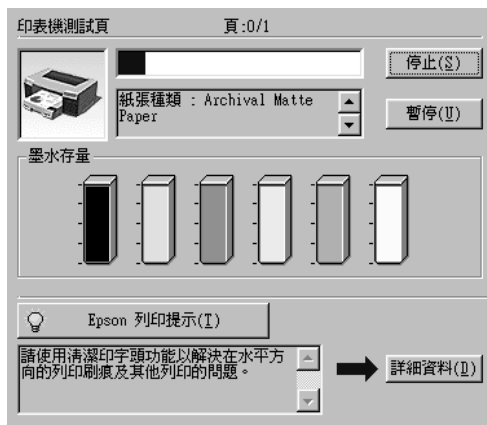 印表機測試頁 頁:0/1
停止(S)
紙張種類 : Archival Matte
Paper
暫停(U)
墨水存量
Epson 列印提示(T)
請使用清潔印字頭功能以解決在水平方
向的列印刷痕及其他列印的問題。
詳細資料(D)